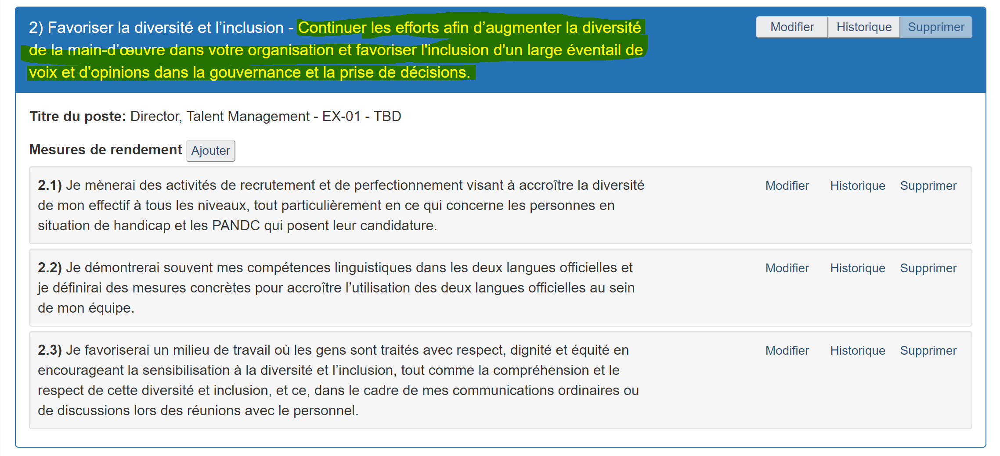 2) Favoriser la diversité et l’inclusion - Continuer les efforts afin d’augmenter la diversité
de la main-d’œuvre dans votre organisation et favoriser l'inclusion d'un large éventail de
voix et d'opinions dans la gouvernance et la prise de décisions.
Modifier Historique Supprimer
Titre du poste: Director, Talent Management - EX-01 - TBD
Mesures de rendement Ajouter
2.1) Je mènerai des activités de recrutement et de perfectionnement visant à accroître la diversité
de mon effectif à tous les niveaux, tout particulièrement en ce qui concerne les personnes en
situation de handicap et les PANDC qui posent leur candidature.
Modifier Historique Supprimer
2.2) Je démontrerai souvent mes compétences linguistiques dans les deux langues officielles et
je définirai des mesures concrètes pour accroître l’utilisation des deux langues officielles au sein
de mon équipe.
Modifier Historique Supprimer
2.3) Je favoriserai un milieu de travail où les gens sont traités avec respect, dignité et équité en
encourageant la sensibilisation à la diversité et l’inclusion, tout comme la compréhension et le
respect de cette diversité et inclusion, et ce, dans le cadre de mes communications ordinaires ou
de discussions lors des réunions avec le personnel.
Modifier Historique Supprimer